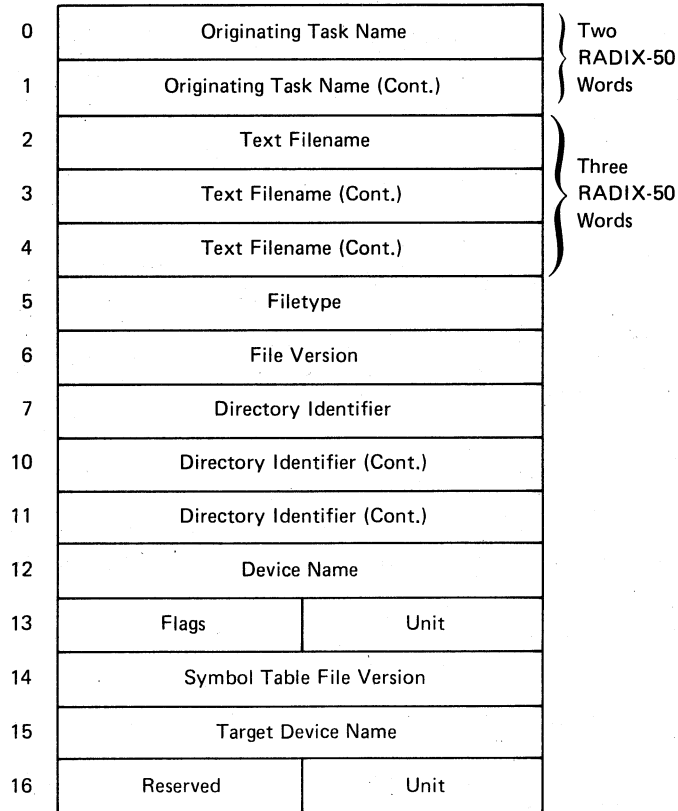 0 Originating Task Name
Two
RADIX-50
Words
1 Originating Task Name (Cont.)
2 Text Filename
3 Text Filename (Cont.)
Three
RADIX-50
Words
4 Text Filename (Cont.)
5 Filetype
6 File Version
7 Directory Identifier
10 Directory Identifier (Cont.)
11 Directory Identifier (Cont.)
12 Device Name
13 Flags Unit
14 Symbol Table File Version
15 Target Device Name
16 Reserved Unit